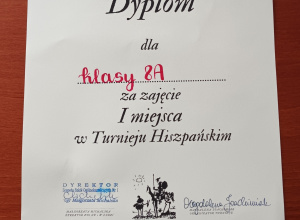 Dyplom
dla
klasy 8A
za zajęcie
I miejsca
w Turnieju Hiszpańskim
DYREKTOR